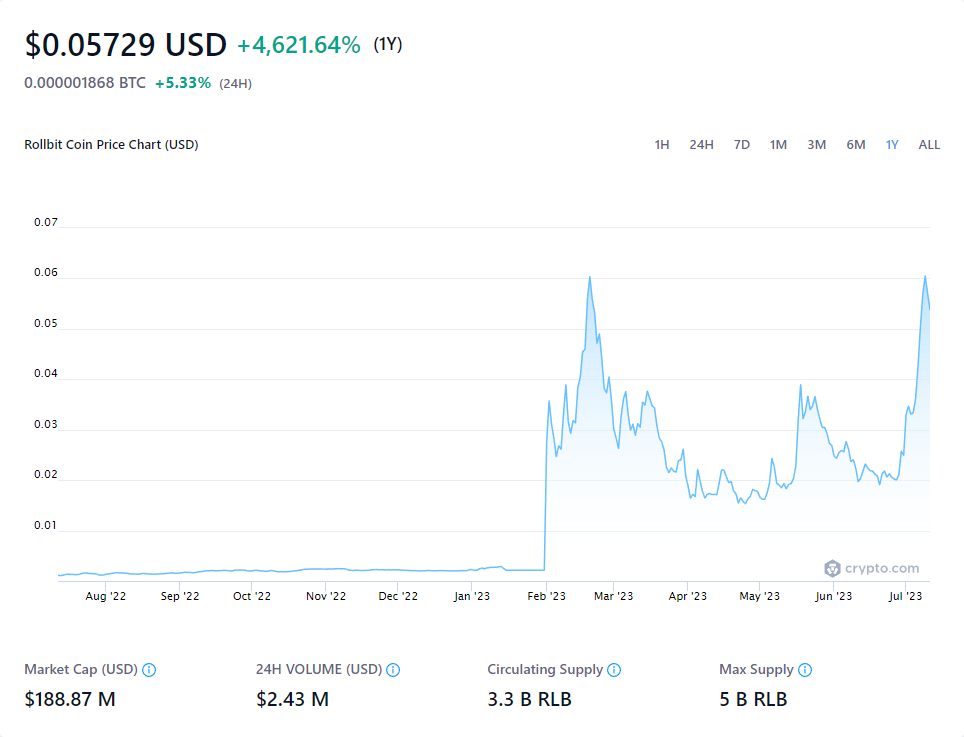 $0.05729 USD +4,621.64% (1Y)
0.000001868 BTC +5.33% (24H)
Rollbit Coin Price Chart (USD) 1H 24H 7D 1M 3M 6M 1Y ALL
0.07
0.06
0.05
0.04
0.03
0.02
0.01
crypto.com
Aug '22 Sep '22 Oct '22 Nov '22 Dec '22 Jan '23 Feb '23 Mar '23 Apr '23 May '23 Jun '23 Jul '23
Market Cap (USD) 24H VOLUME (USD) Circulating Supply Max Supply
$188.87 M $2.43 M 3.3 B RLB 5 B RLB